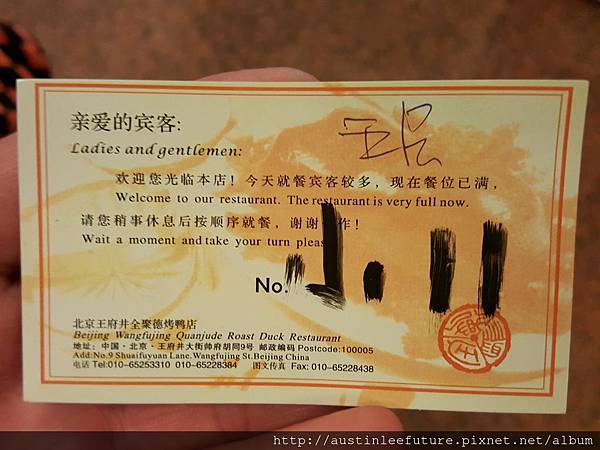 亲爱的宾客:
Ladies and gentlemen:
欢迎您光临本店！今天就餐宾客较多，现在餐位已满，
Welcome to our restaurant. The restaurant is very full now.
请您稍事休息后按顺序就餐，谢谢 作！
Wait a moment and take your turn pleas
No.
北京王府井全聚德烤鸭店
Beijing Wangfujing Quanjude Roast Duck Restaurant
地址：中国·北京·王府井大街帅府胡同9号 邮政编码 Postcode:100005
Add:No.9 Shuaifuyuan Lane.Wangfujing St.Beijing China
电话 Tel:010-65253310 010-65228384 图文传真 Fax: 010-65228438
http://austinleefuture.pixnet.net/album